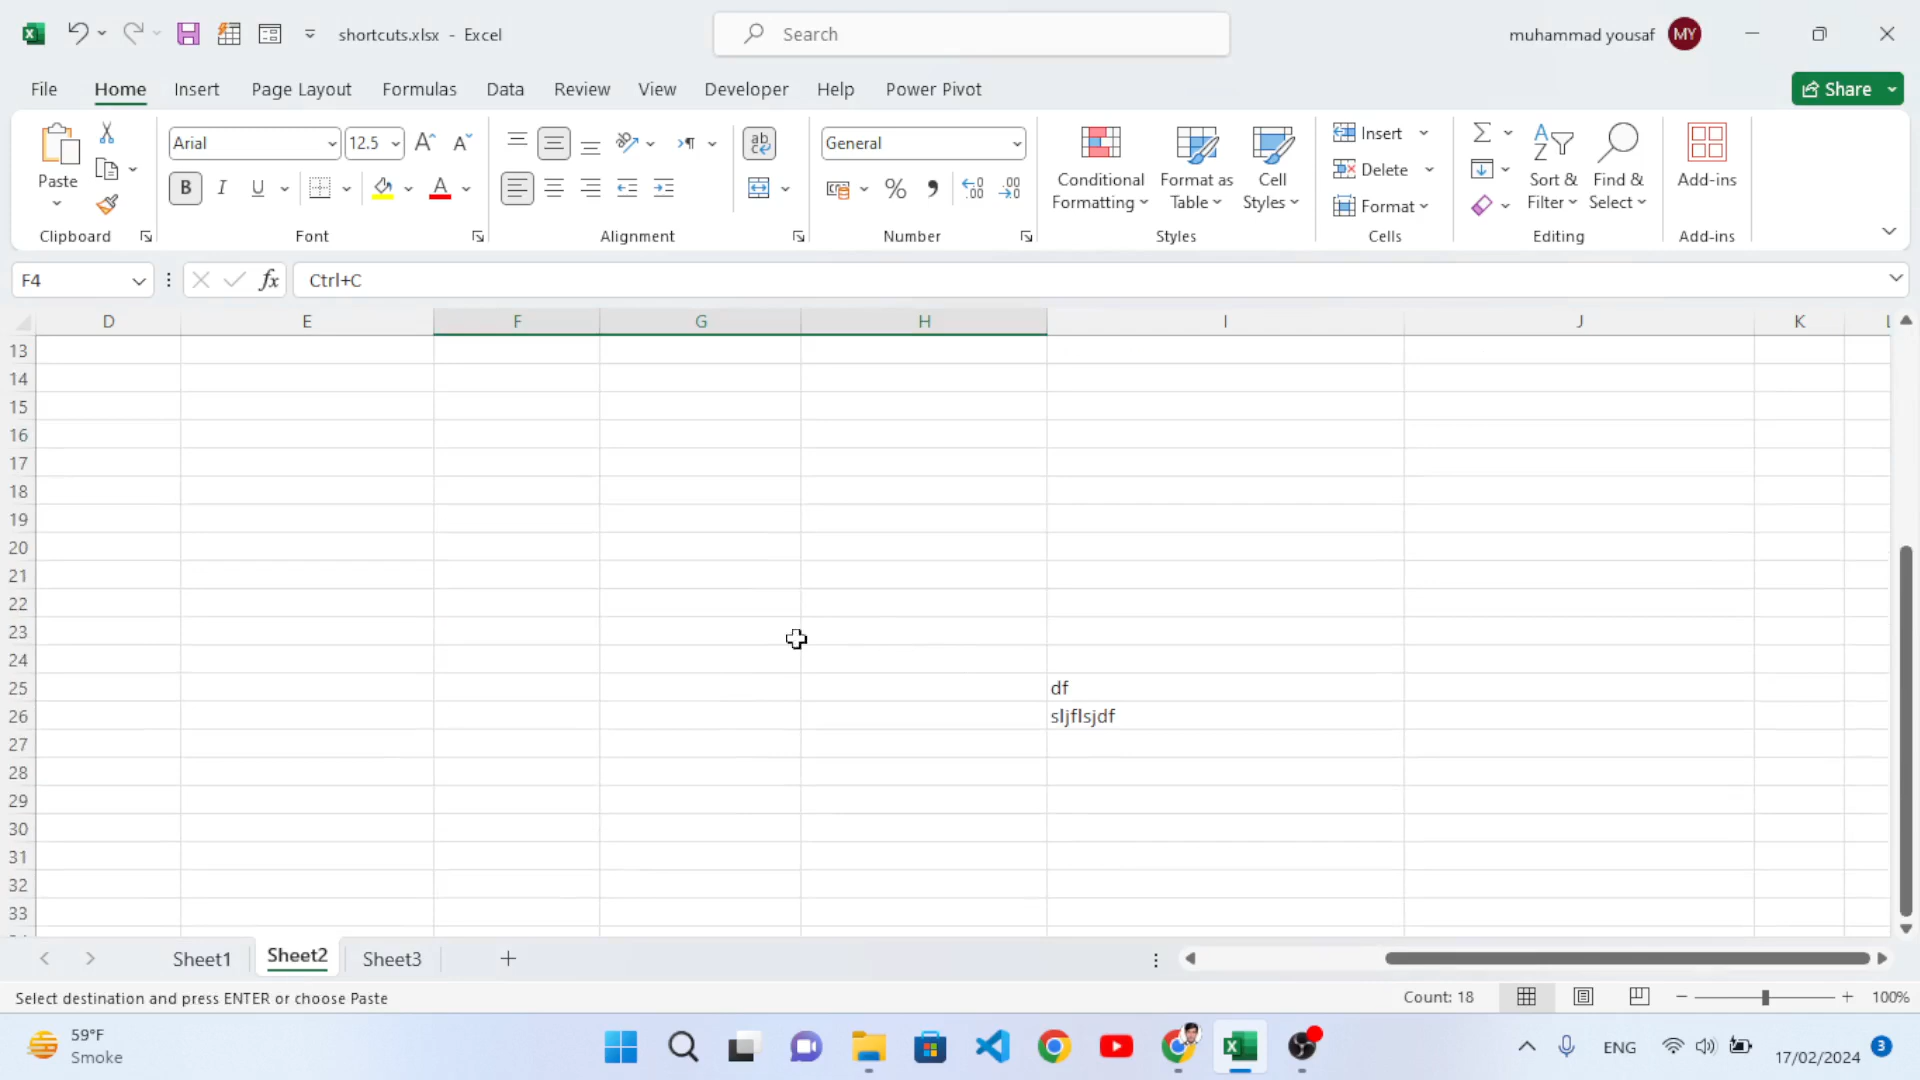 shortcuts.xlsx - Excel
Search
muhammad yousaf MY
File Home Insert Page Layout Formulas Data Review View Developer Help Power Pivot
Share
Arial 12.5 A A ab General Insert
Paste
Conditional Formatting
Format as Table
Cell Styles
Delete
Format
Sort & Filter
Find & Select
Add-ins
B I U A %
Clipboard Font Alignment Number Styles Cells Editing Add-ins
F4 fx Ctrl+C
D E F G H I J K L
13
14
15
16
17
18
19
20
21
22
23
24
25 df
26 sljflsjdf
27
28
29
30
31
32
33
Sheet1 Sheet2 Sheet3
Select destination and press ENTER or choose Paste Count: 18 100%
59°F
Smoke
ENG 17/02/2024 3